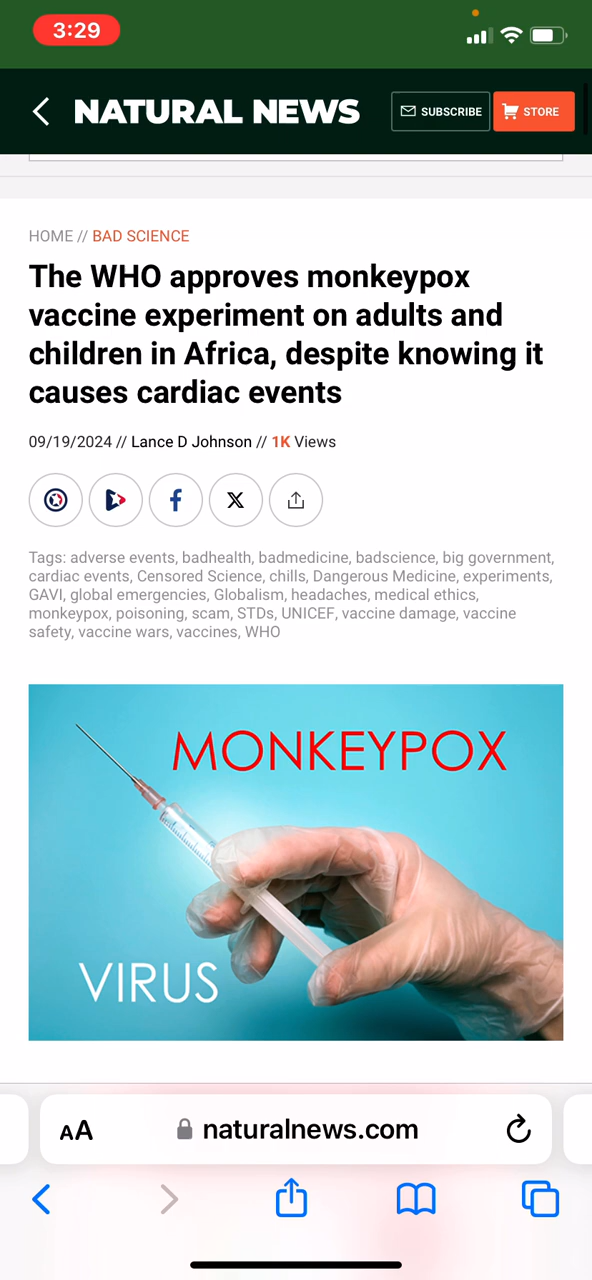 3:29
NATURAL NEWS
SUBSCRIBE
STORE
HOME // BAD SCIENCE
The WHO approves monkeypox
vaccine experiment on adults and
children in Africa, despite knowing it
causes cardiac events
09/19/2024 // Lance D Johnson // 1K Views
Tags: adverse events, badhealth, badmedicine, badscience, big government,
cardiac events, Censored Science, chills, Dangerous Medicine, experiments,
GAVI, global emergencies, Globalism, headaches, medical ethics,
monkeypox, poisoning, scam, STDs, UNICEF, vaccine damage, vaccine
safety, vaccine wars, vaccines, WHO
MONKEYPOX
VIRUS
AA
naturalnews.com